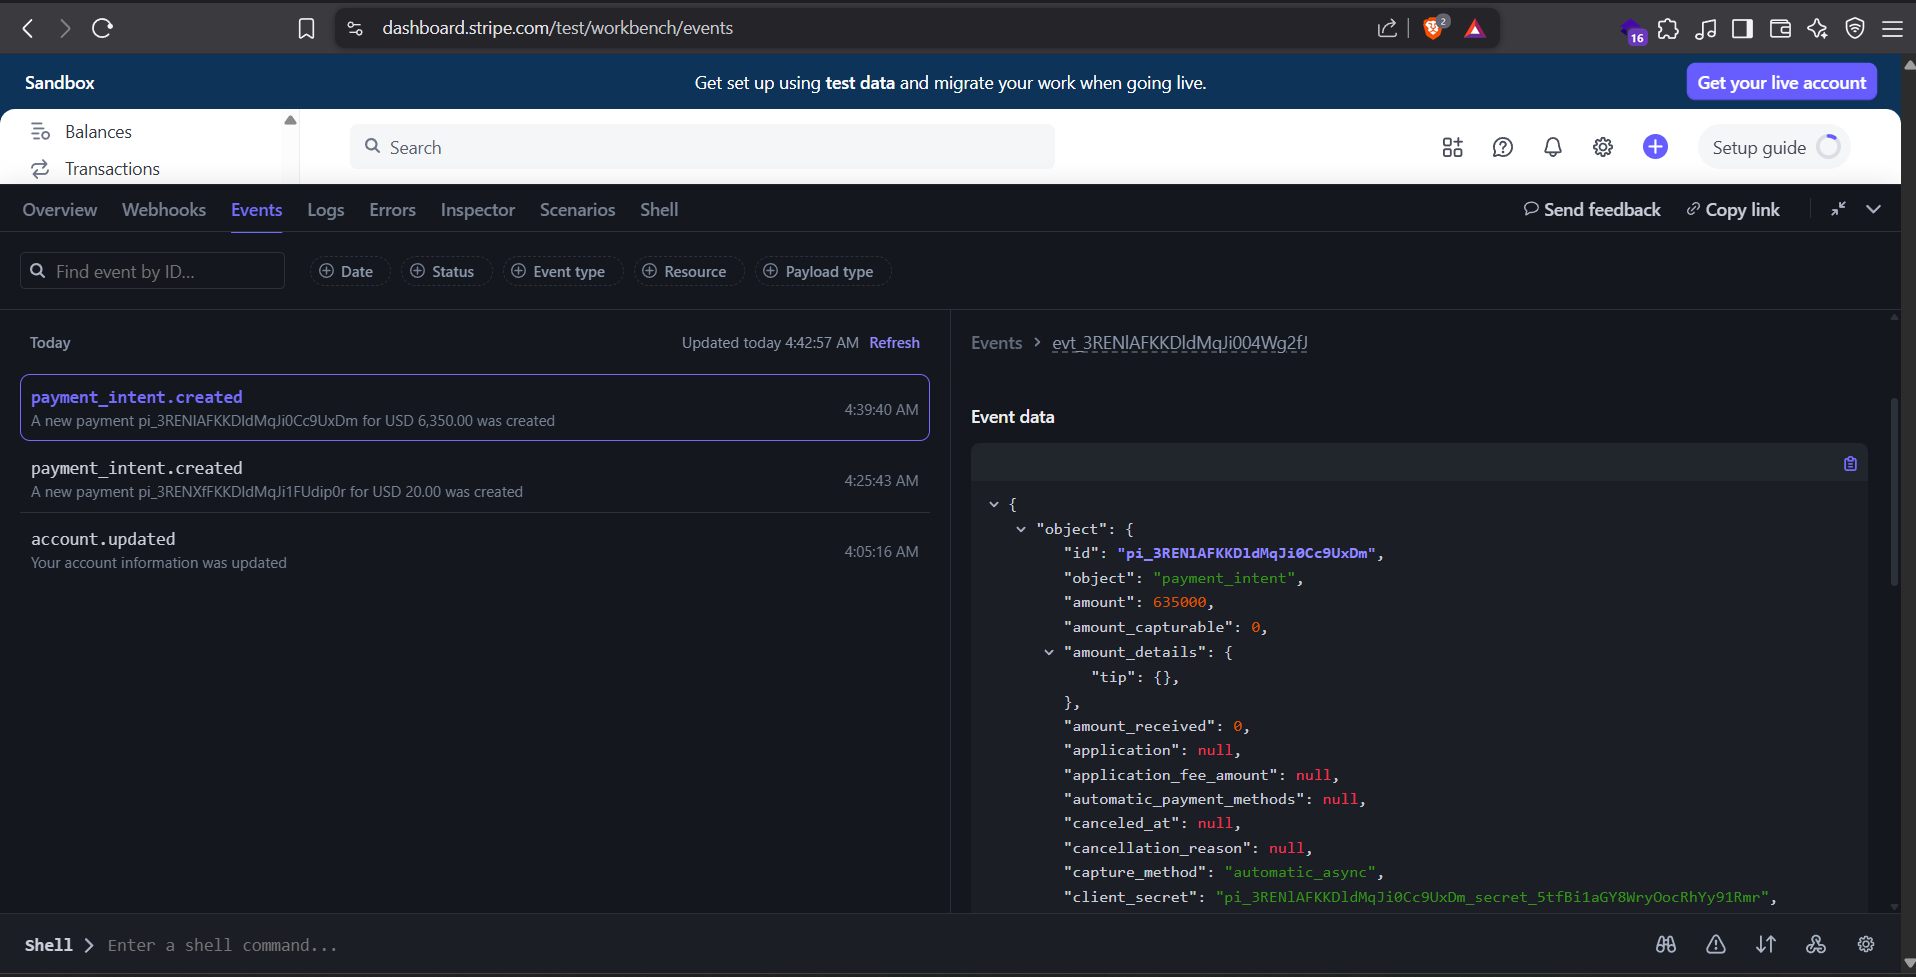 dashboard.stripe.com/test/workbench/events
2
16
Sandbox
Get set up using test data and migrate your work when going live.
Get your live account
Balances
Transactions
Search
Setup guide
Overview
Webhooks
Events
Logs
Errors
Inspector
Scenarios
Shell
Send feedback
Copy link
Find event by ID...
Date
Status
Event type
Resource
Payload type
Today
Updated today 4:42:57 AM
Refresh
payment_intent.created
A new payment pi_3RENlAFKKDldMqJi0Cc9UxDm for USD 6,350.00 was created
4:39:40 AM
payment_intent.created
A new payment pi_3RENXfFKKDldMqJi1FUdip0r for USD 20.00 was created
4:25:43 AM
account.updated
Your account information was updated
4:05:16 AM
Events > evt_3RENlAFKKDldMqJi004Wg2fJ
Event data
{
"object": {
"id": "pi_3RENlAFKKDldMqJi0Cc9UxDm",
"object": "payment_intent",
"amount": 635000,
"amount_capturable": 0,
"amount_details": {
"tip": {},
},
"amount_received": 0,
"application": null,
"application_fee_amount": null,
"automatic_payment_methods": null,
"canceled_at": null,
"cancellation_reason": null,
"capture_method": "automatic_async",
"client_secret": "pi_3RENlAFKKDldMqJi0Cc9UxDm_secret_5tfBi1aGY8WryOocRhYy91Rmr",
Shell > Enter a shell command...